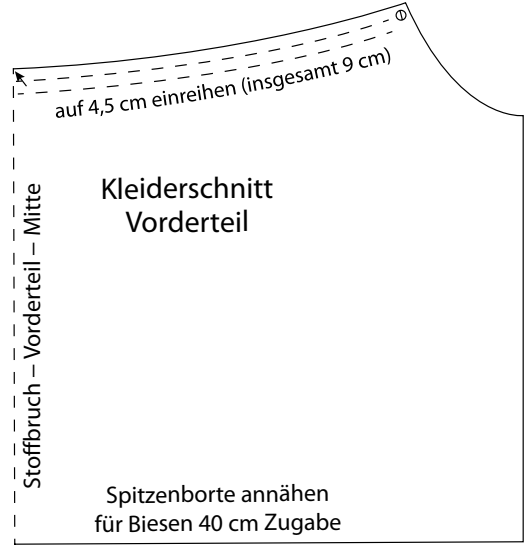 auf 4,5 cm einreihen (insgesamt 9 cm)
Kleiderschnitt
Vorderteil
Stoffbruch – Vorderteil – Mitte
Spitzenborte annähen
für Biesen 40 cm Zugabe